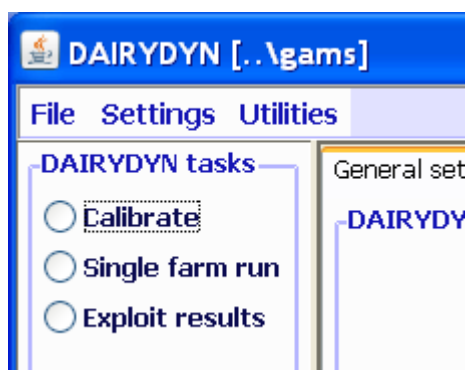 DAIRYDYN [..\gams]
File Settings Utilities
DAIRYDYN tasks
General set
DAIRYDY
Calibrate
Single farm run
Exploit results